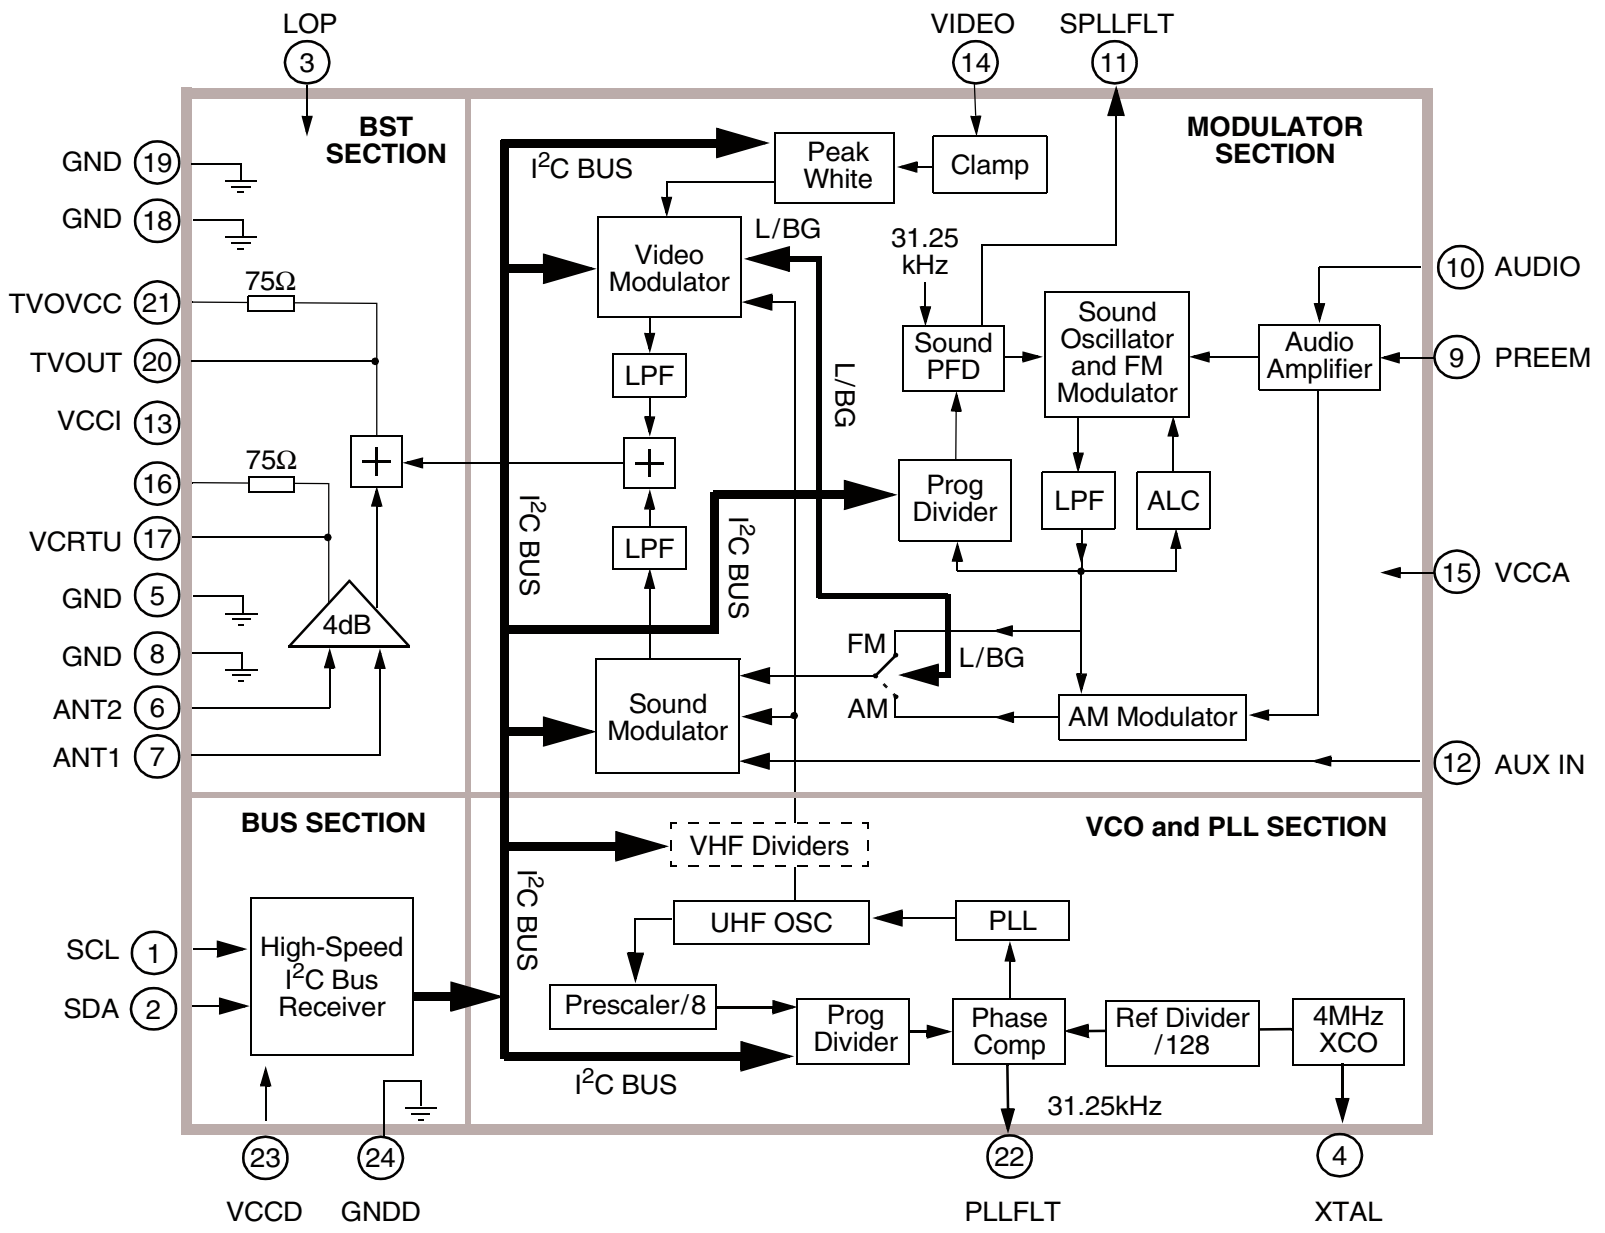 LOP
3
VIDEO
14
SPLLFLT
11
BST
SECTION
MODULATOR
SECTION
GND 19
GND 18
TVOVCC 21
75Ω
TVOUT 20
VCCI 13
16
75Ω
VCRTU 17
GND 5
GND 8
ANT2 6
ANT1 7
4dB
I²C BUS
Peak
White
Clamp
L/BG
Video
Modulator
LPF
+
+
LPF
Sound
Modulator
I²C BUS
I²C BUS
L/BG
31.25
kHz
Sound
PFD
Prog
Divider
Sound
Oscillator
and FM
Modulator
LPF
ALC
Audio
Amplifier
10 AUDIO
9 PREEM
15 VCCA
12 AUX IN
FM
L/BG
AM
AM Modulator
BUS SECTION
VCO and PLL SECTION
SCL 1
SDA 2
High-Speed
I²C Bus
Receiver
I²C BUS
VHF Dividers
UHF OSC
PLL
Prescaler/8
Prog
Divider
Phase
Comp
Ref Divider
/128
4MHz
XCO
I²C BUS
31.25kHz
23
VCCD
24
GNDD
22
PLLFLT
4
XTAL